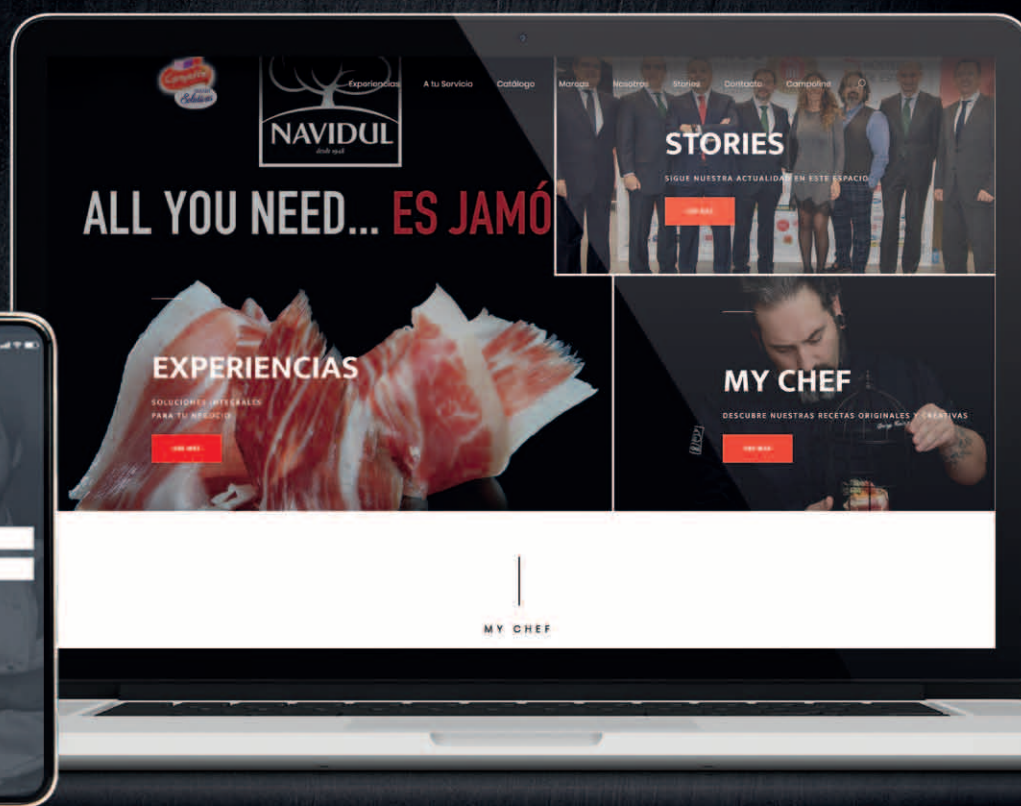 Campofrío
Experiencias A tu Servicio Catálogo Marcas Nosotros Stories Contacto Campofrío
NAVIDUL
desde 1946
ALL YOU NEED... ES JAMÓ
STORIES
SIGUE NUESTRA ACTUALIDAD EN ESTE ESPACIO
EXPERIENCIAS
SOLUCIONES INTEGRALES
PARA TU NEGOCIO
MY CHEF
DESCUBRE NUESTRAS RECETAS ORIGINALES Y CREATIVAS
MY CHEF